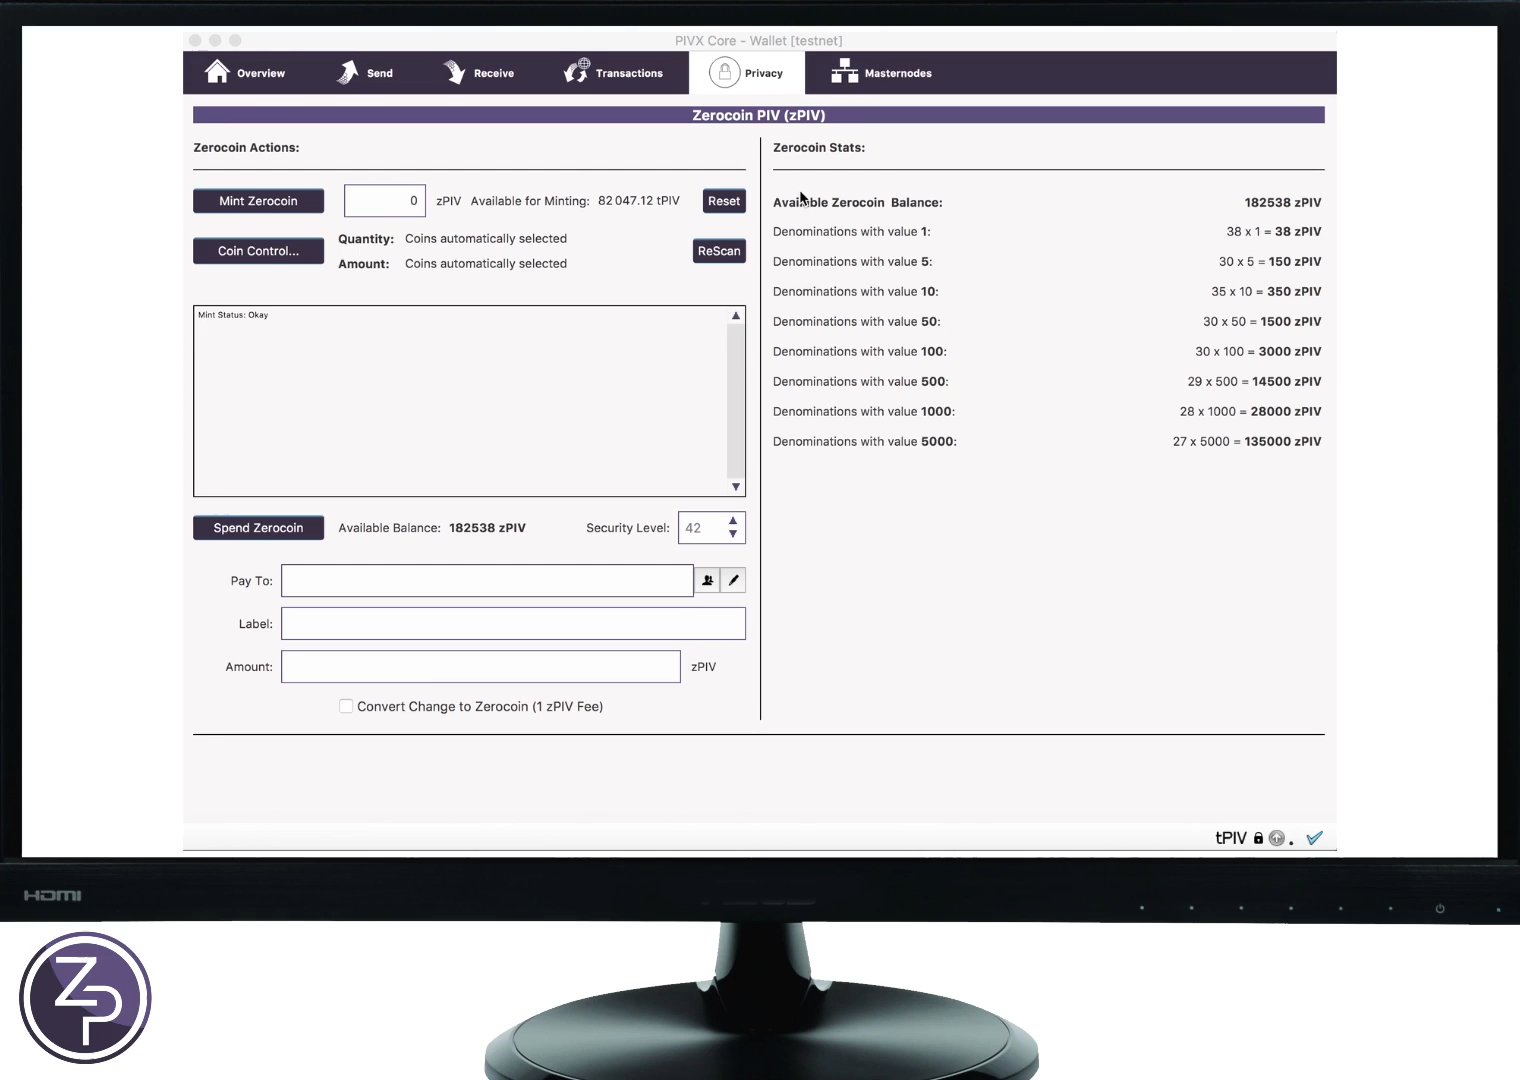 PIVX Core - Wallet [testnet]
Overview
Send
Receive
Transactions
Privacy
Masternodes
Zerocoin PIV (zPIV)
Zerocoin Actions:
Mint Zerocoin
0
zPIV
Available for Minting: 82 047.12 tPIV
Reset
Coin Control...
Quantity: Coins automatically selected
Amount: Coins automatically selected
ReScan
Mint Status: Okay
Spend Zerocoin
Available Balance: 182538 zPIV
Security Level:
42
Pay To:
Label:
Amount:
zPIV
Convert Change to Zerocoin (1 zPIV Fee)
Zerocoin Stats:
Available Zerocoin Balance: 182538 zPIV
Denominations with value 1: 38 x 1 = 38 zPIV
Denominations with value 5: 30 x 5 = 150 zPIV
Denominations with value 10: 35 x 10 = 350 zPIV
Denominations with value 50: 30 x 50 = 1500 zPIV
Denominations with value 100: 30 x 100 = 3000 zPIV
Denominations with value 500: 29 x 500 = 14500 zPIV
Denominations with value 1000: 28 x 1000 = 28000 zPIV
Denominations with value 5000: 27 x 5000 = 135000 zPIV
tPIV
HDMI
ZP